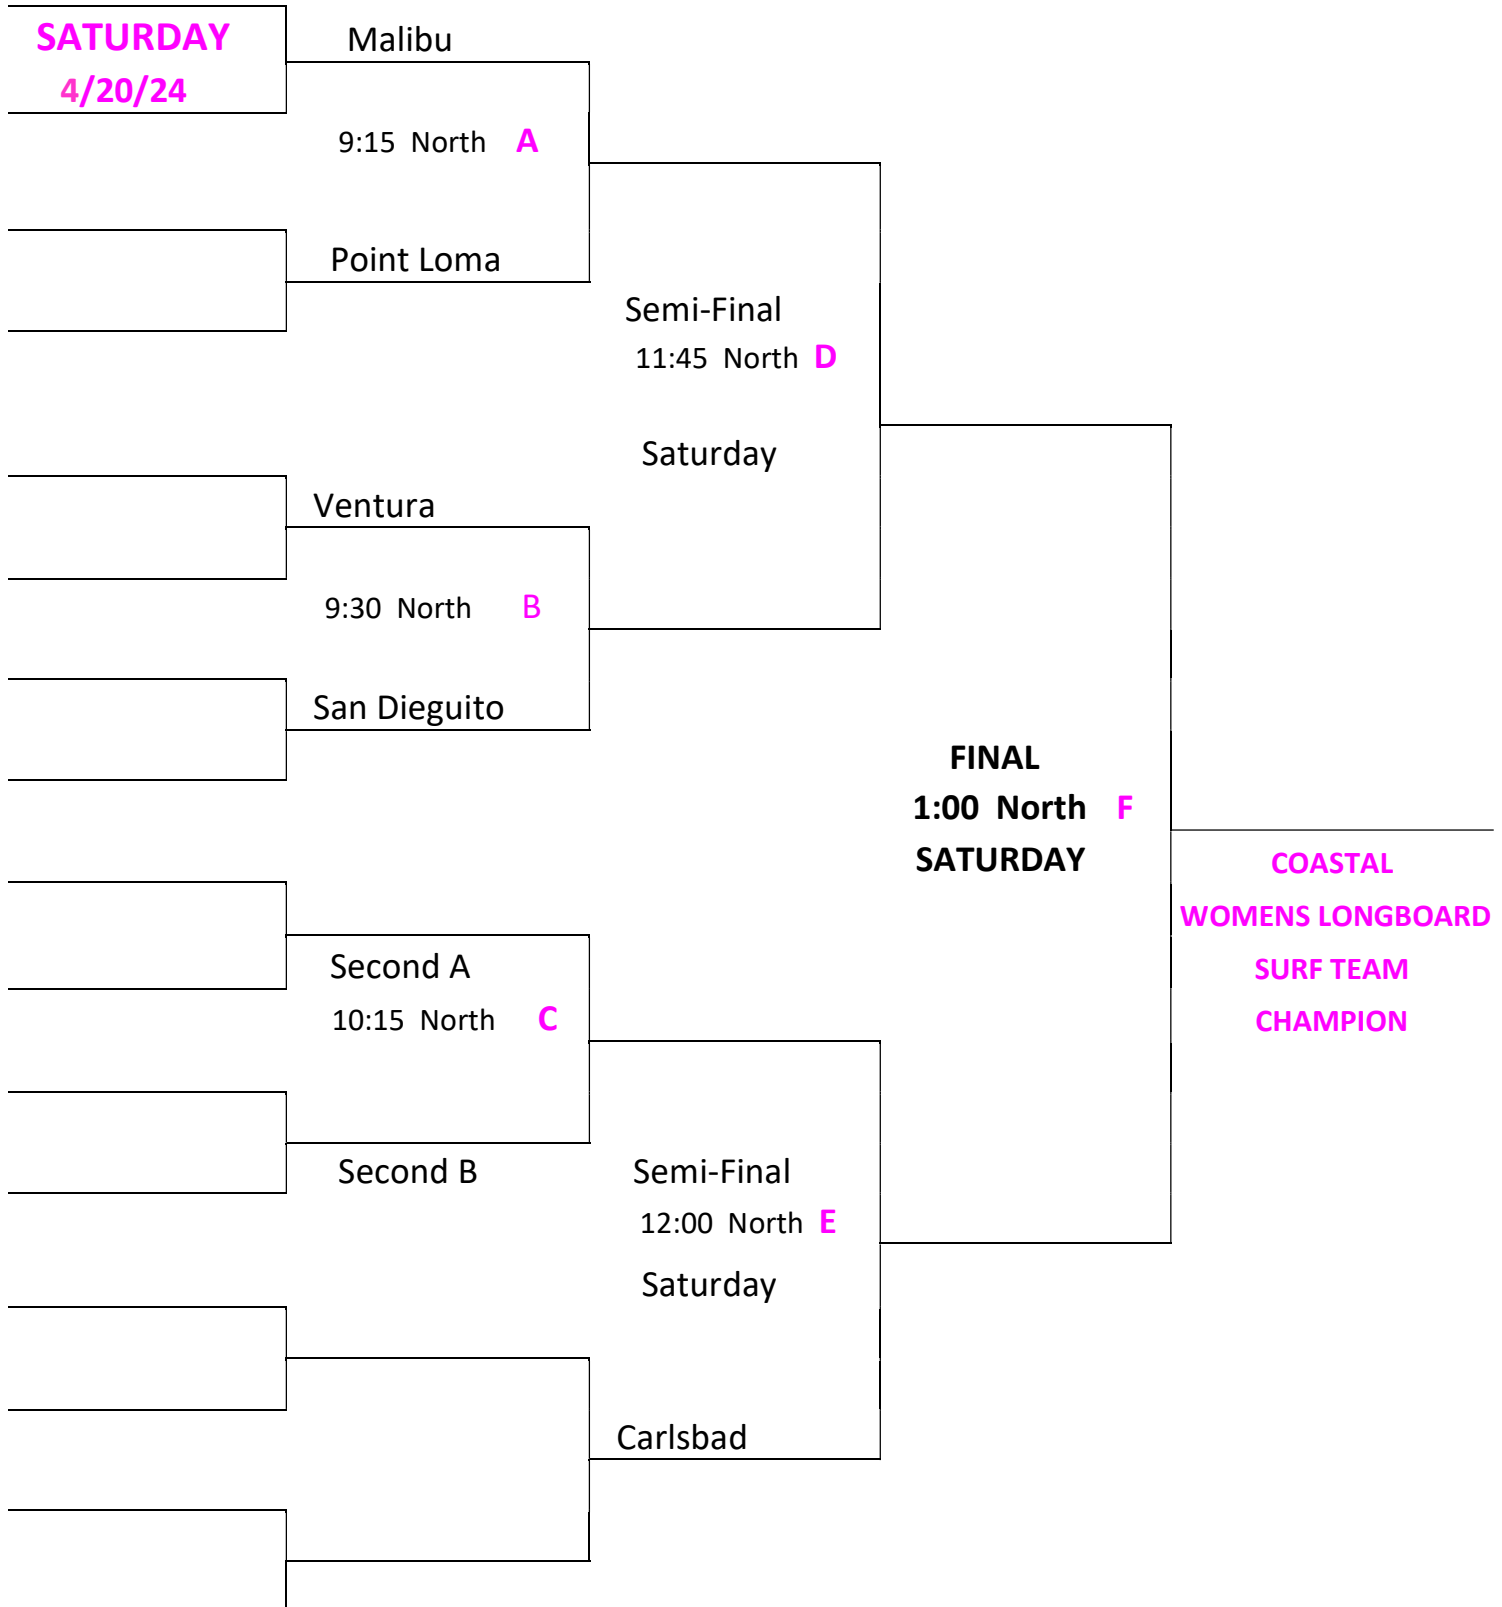 SATURDAY
4/20/24
Malibu
9:15 North A
Point Loma
Semi-Final
11:45 North D
Saturday
Ventura
9:30 North B
San Dieguito
FINAL
1:00 North F
SATURDAY
COASTAL
WOMENS LONGBOARD
SURF TEAM
CHAMPION
Second A
10:15 North C
Second B
Semi-Final
12:00 North E
Saturday
Carlsbad